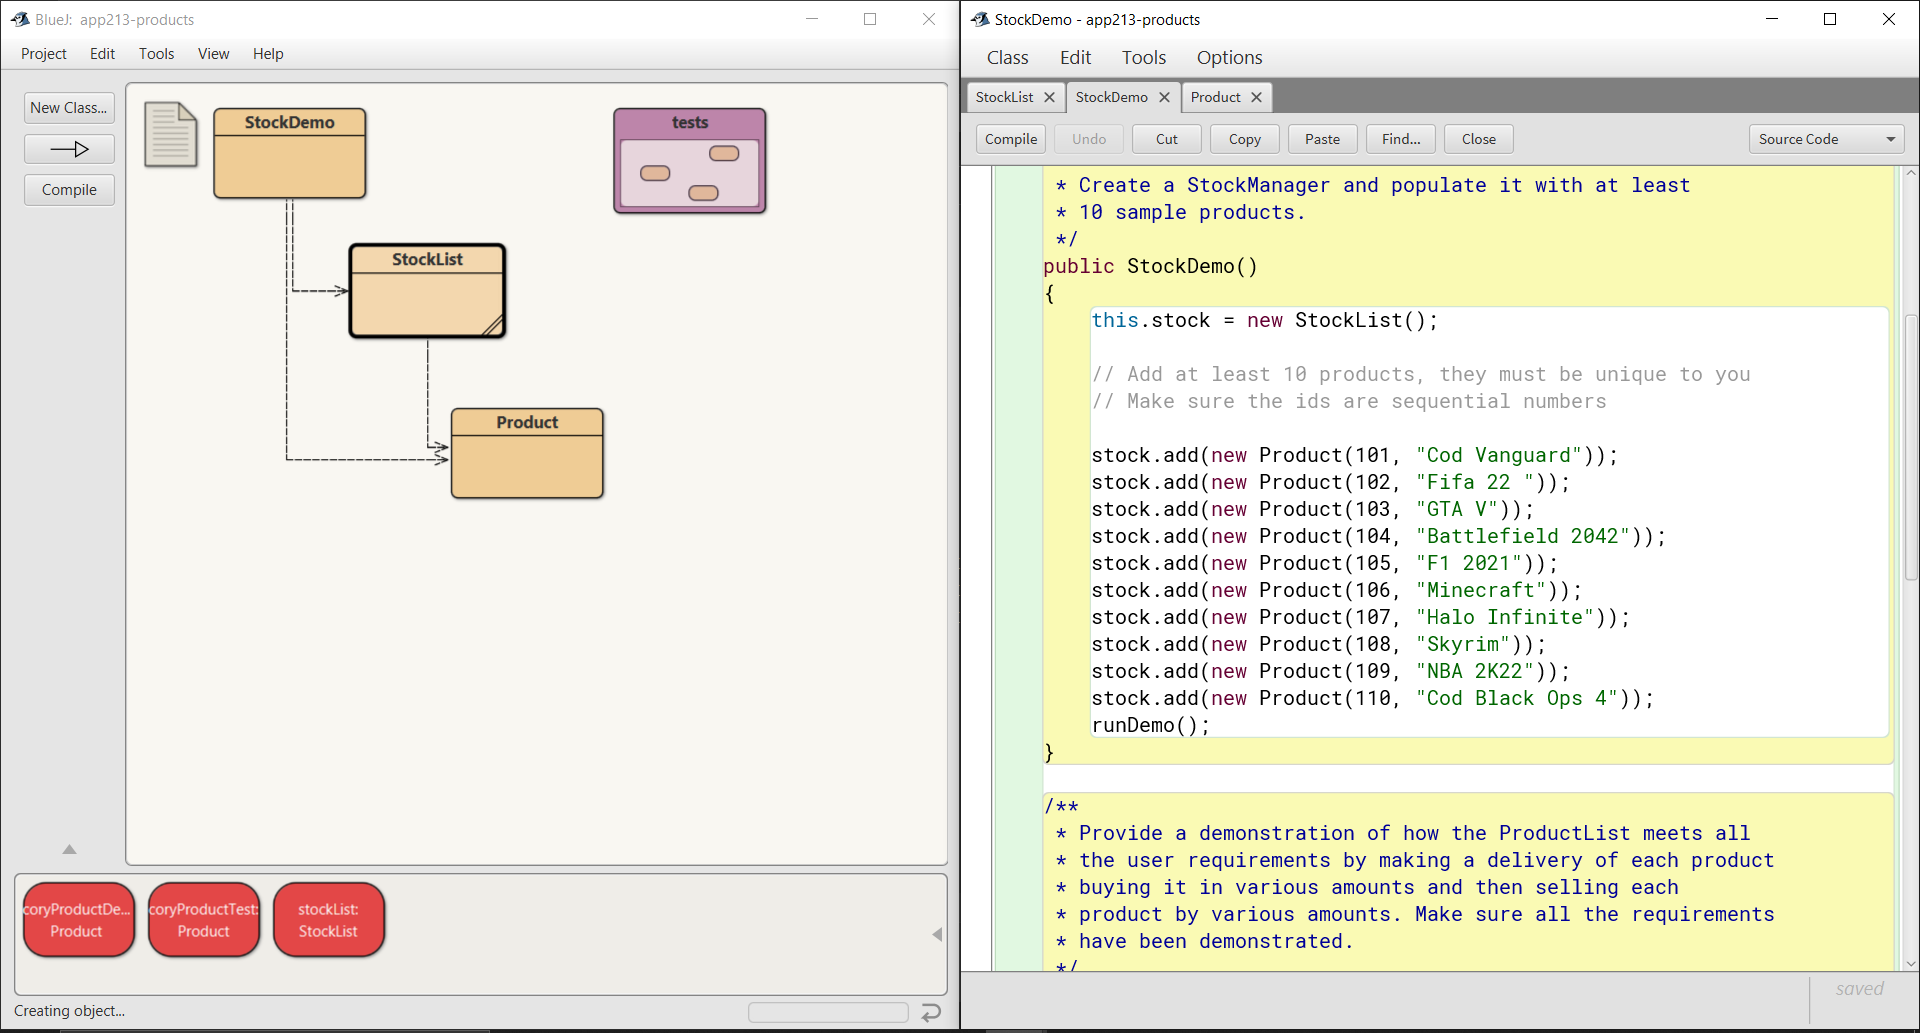 BlueJ: app213-products
Project Edit Tools View Help
New Class...
Compile
StockDemo
tests
StockList
Product
coryProductDe...
Product
coryProductTest:
Product
stockList:
StockList
Creating object...
StockDemo - app213-products
Class Edit Tools Options
StockList StockDemo Product
Compile Undo Cut Copy Paste Find... Close Source Code
* Create a StockManager and populate it with at least
* 10 sample products.
*/
public StockDemo()
{
this.stock = new StockList();
// Add at least 10 products, they must be unique to you
// Make sure the ids are sequential numbers
stock.add(new Product(101, "Cod Vanguard"));
stock.add(new Product(102, "Fifa 22 "));
stock.add(new Product(103, "GTA V"));
stock.add(new Product(104, "Battlefield 2042"));
stock.add(new Product(105, "F1 2021"));
stock.add(new Product(106, "Minecraft"));
stock.add(new Product(107, "Halo Infinite"));
stock.add(new Product(108, "Skyrim"));
stock.add(new Product(109, "NBA 2K22"));
stock.add(new Product(110, "Cod Black Ops 4"));
runDemo();
}
/**
* Provide a demonstration of how the ProductList meets all
* the user requirements by making a delivery of each product
* buying it in various amounts and then selling each
* product by various amounts. Make sure all the requirements
* have been demonstrated.
*/
saved